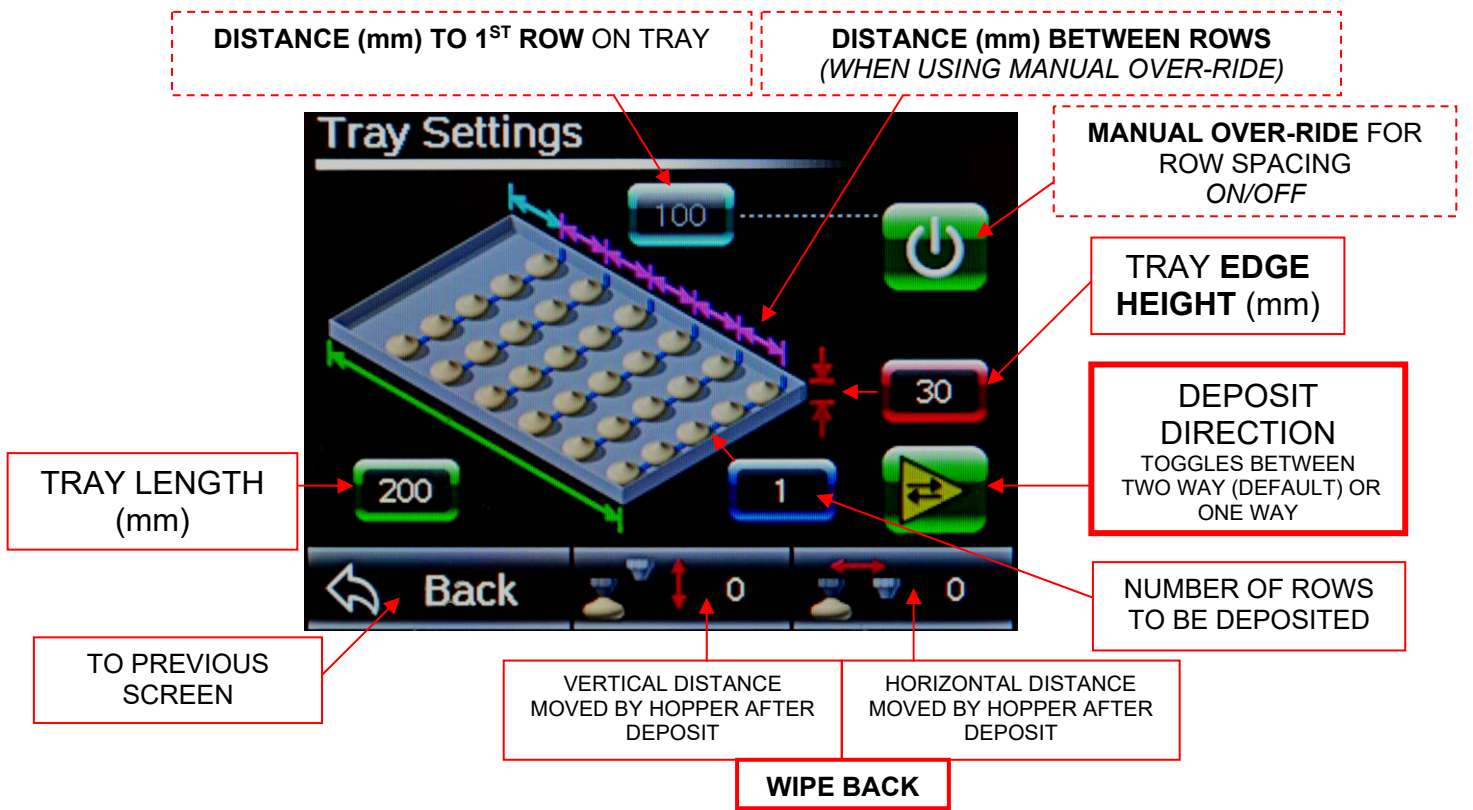 DISTANCE (mm) TO 1ST ROW ON TRAY
DISTANCE (mm) BETWEEN ROWS
(WHEN USING MANUAL OVER-RIDE)
MANUAL OVER-RIDE FOR
ROW SPACING
ON/OFF
Tray Settings
100
TRAY EDGE
HEIGHT (mm)
30
DEPOSIT
DIRECTION
TOGGLES BETWEEN
TWO WAY (DEFAULT) OR
ONE WAY
TRAY LENGTH
(mm)
200
1
Back
0
0
NUMBER OF ROWS
TO BE DEPOSITED
TO PREVIOUS
SCREEN
VERTICAL DISTANCE
MOVED BY HOPPER AFTER
DEPOSIT
HORIZONTAL DISTANCE
MOVED BY HOPPER AFTER
DEPOSIT
WIPE BACK